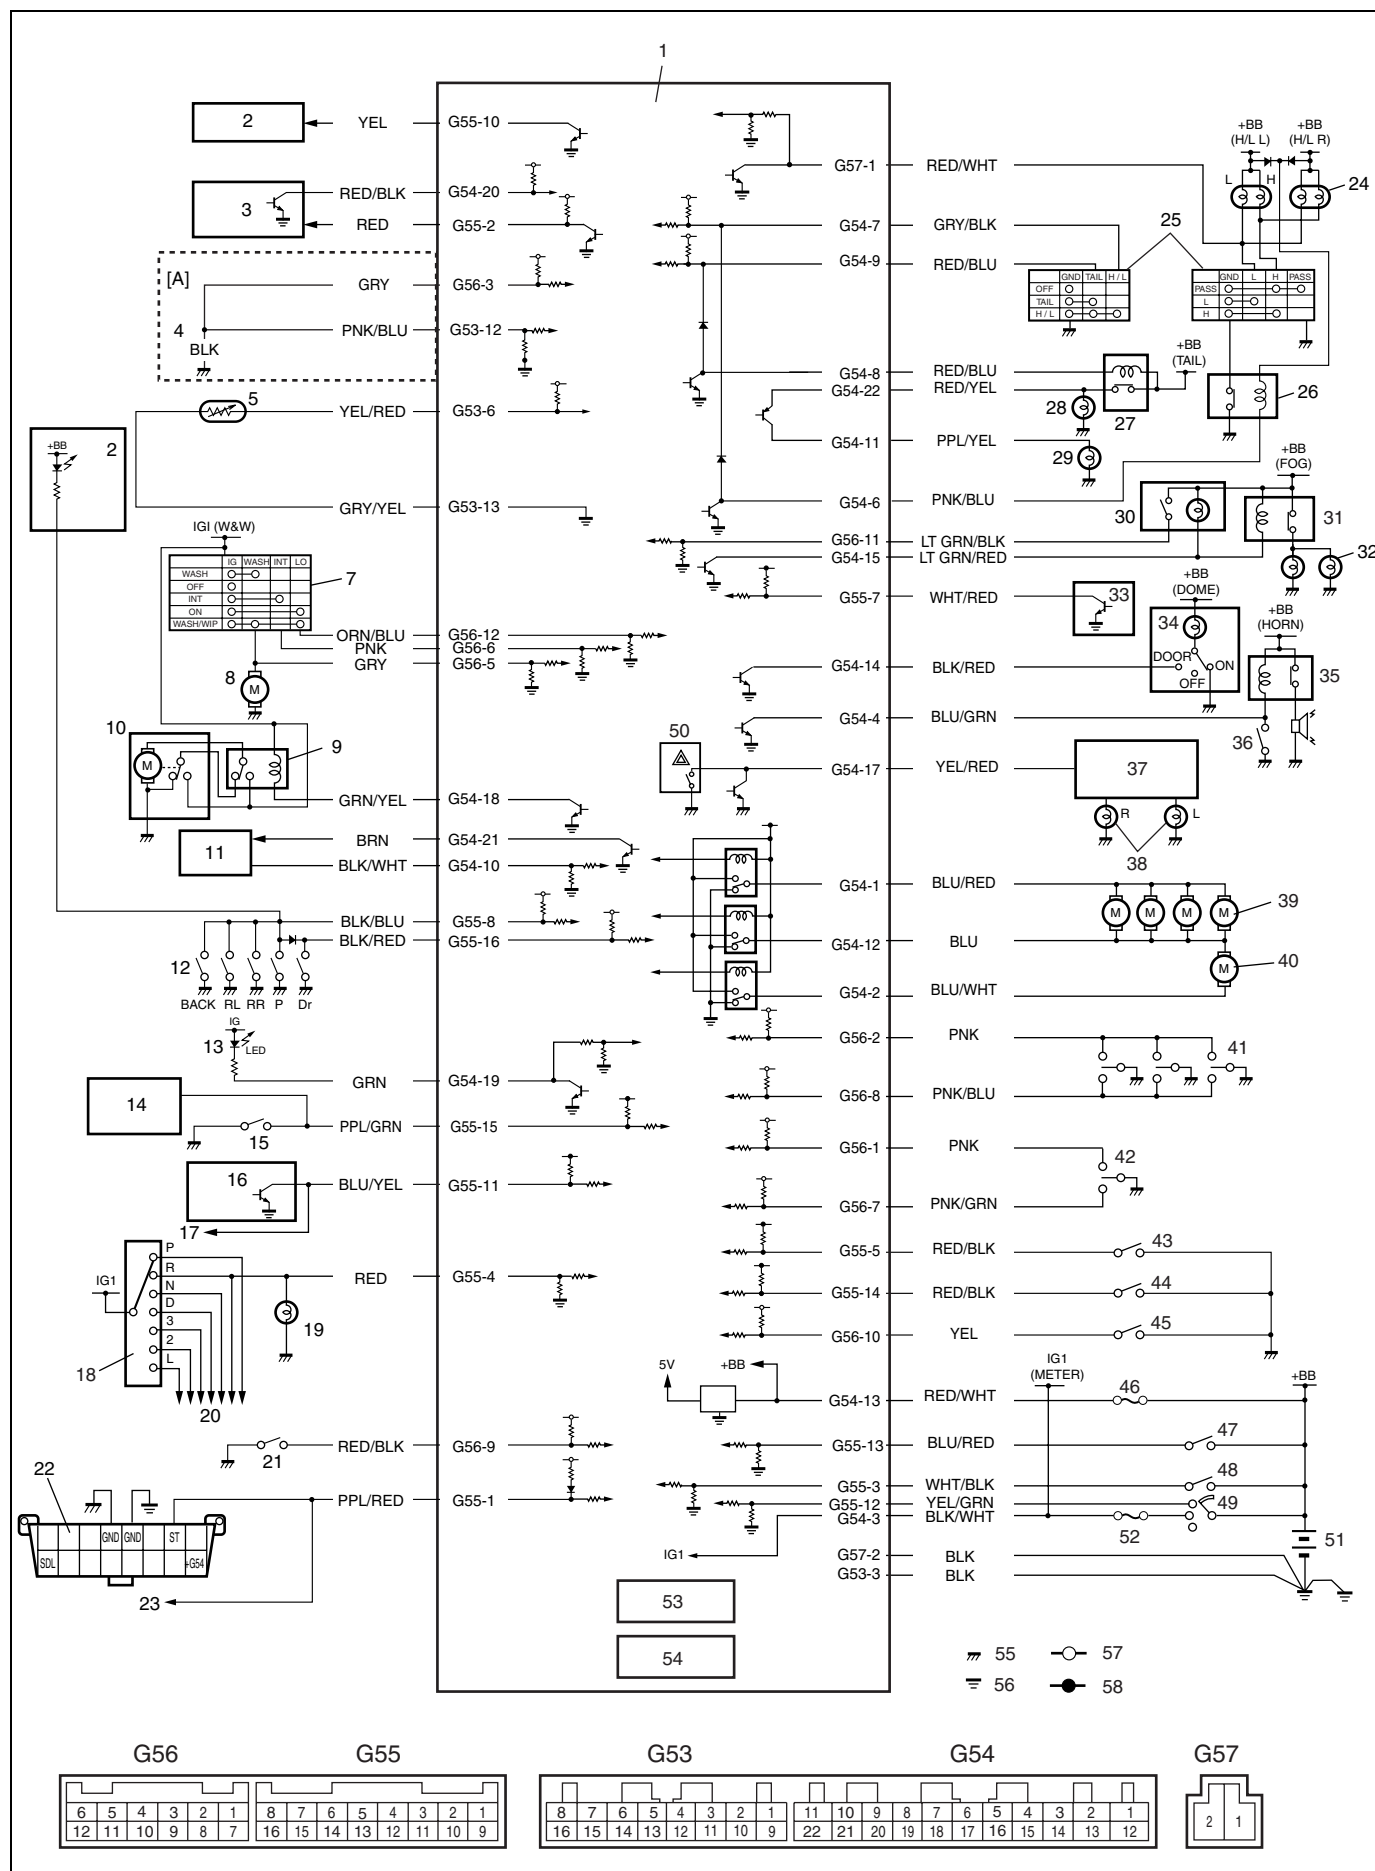 1
2 YEL G55-10
3 RED/BLK G54-20
RED G55-2
[A]
GRY G56-3
4 PNK/BLU G53-12
BLK
5 YEL/RED G53-6
2
+BB
GRY/YEL G53-13
IGI (W&W)
IG WASH INT LO
WASH
OFF
INT
ON
WASH/WIP
7
ORN/BLU G56-12
PNK G56-6
GRY G56-5
8 M
10 M 9
GRN/YEL G54-18
11 BRN G54-21
BLK/WHT G54-10
BLK/BLU G55-8
BLK/RED G55-16
12
BACK RL RR P Dr
IG
13 LED
GRN G54-19
14
15 PPL/GRN G55-15
16 BLU/YEL G55-11
17
P
R
N
D
3
2
L
IG1
RED G55-4
18 19
20
21 RED/BLK G56-9
22
PPL/RED G55-1
GND GND ST
SDL +G54
23
G57-1 RED/WHT
+BB (H/L L) +BB (H/L R)
L H 24
G54-7 GRY/BLK 25
G54-9 RED/BLU
GND TAIL H / L
OFF
TAIL
H / L
GND L H PASS
PASS
L
H
G54-8 RED/BLU
G54-22 RED/YEL
+BB (TAIL)
28 27 26
G54-11 PPL/YEL
29
+BB (FOG)
G54-6 PNK/BLU
30 31
G56-11 LT GRN/BLK
G54-15 LT GRN/RED
32
G55-7 WHT/RED 33
+BB (DOME)
34
+BB (HORN)
G54-14 BLK/RED
DOOR ON
OFF
35
G54-4 BLU/GRN
36
50
G54-17 YEL/RED 37
R L
38
G54-1 BLU/RED
M M M M 39
G54-12 BLU
M 40
G54-2 BLU/WHT
G56-2 PNK
41
G56-8 PNK/BLU
G56-1 PNK
42
G56-7 PNK/GRN
G55-5 RED/BLK 43
G55-14 RED/BLK 44
G56-10 YEL 45
5V +BB
IG1 (METER)
+BB
G54-13 RED/WHT 46
G55-13 BLU/RED 47
G55-3 WHT/BLK 48
G55-12 YEL/GRN 49
G54-3 BLK/WHT 52
IG1
51
G57-2 BLK
G53-3 BLK
53
54
55 57
56 58
G56 G55 G53 G54 G57
6 5 4 3 2 1 8 7 6 5 4 3 2 1 8 7 6 5 4 3 2 1 11 10 9 8 7 6 5 4 3 2 1
12 11 10 9 8 7 16 15 14 13 12 11 10 9 16 15 14 13 12 11 10 9 22 21 20 19 18 17 16 15 14 13 12
2 1